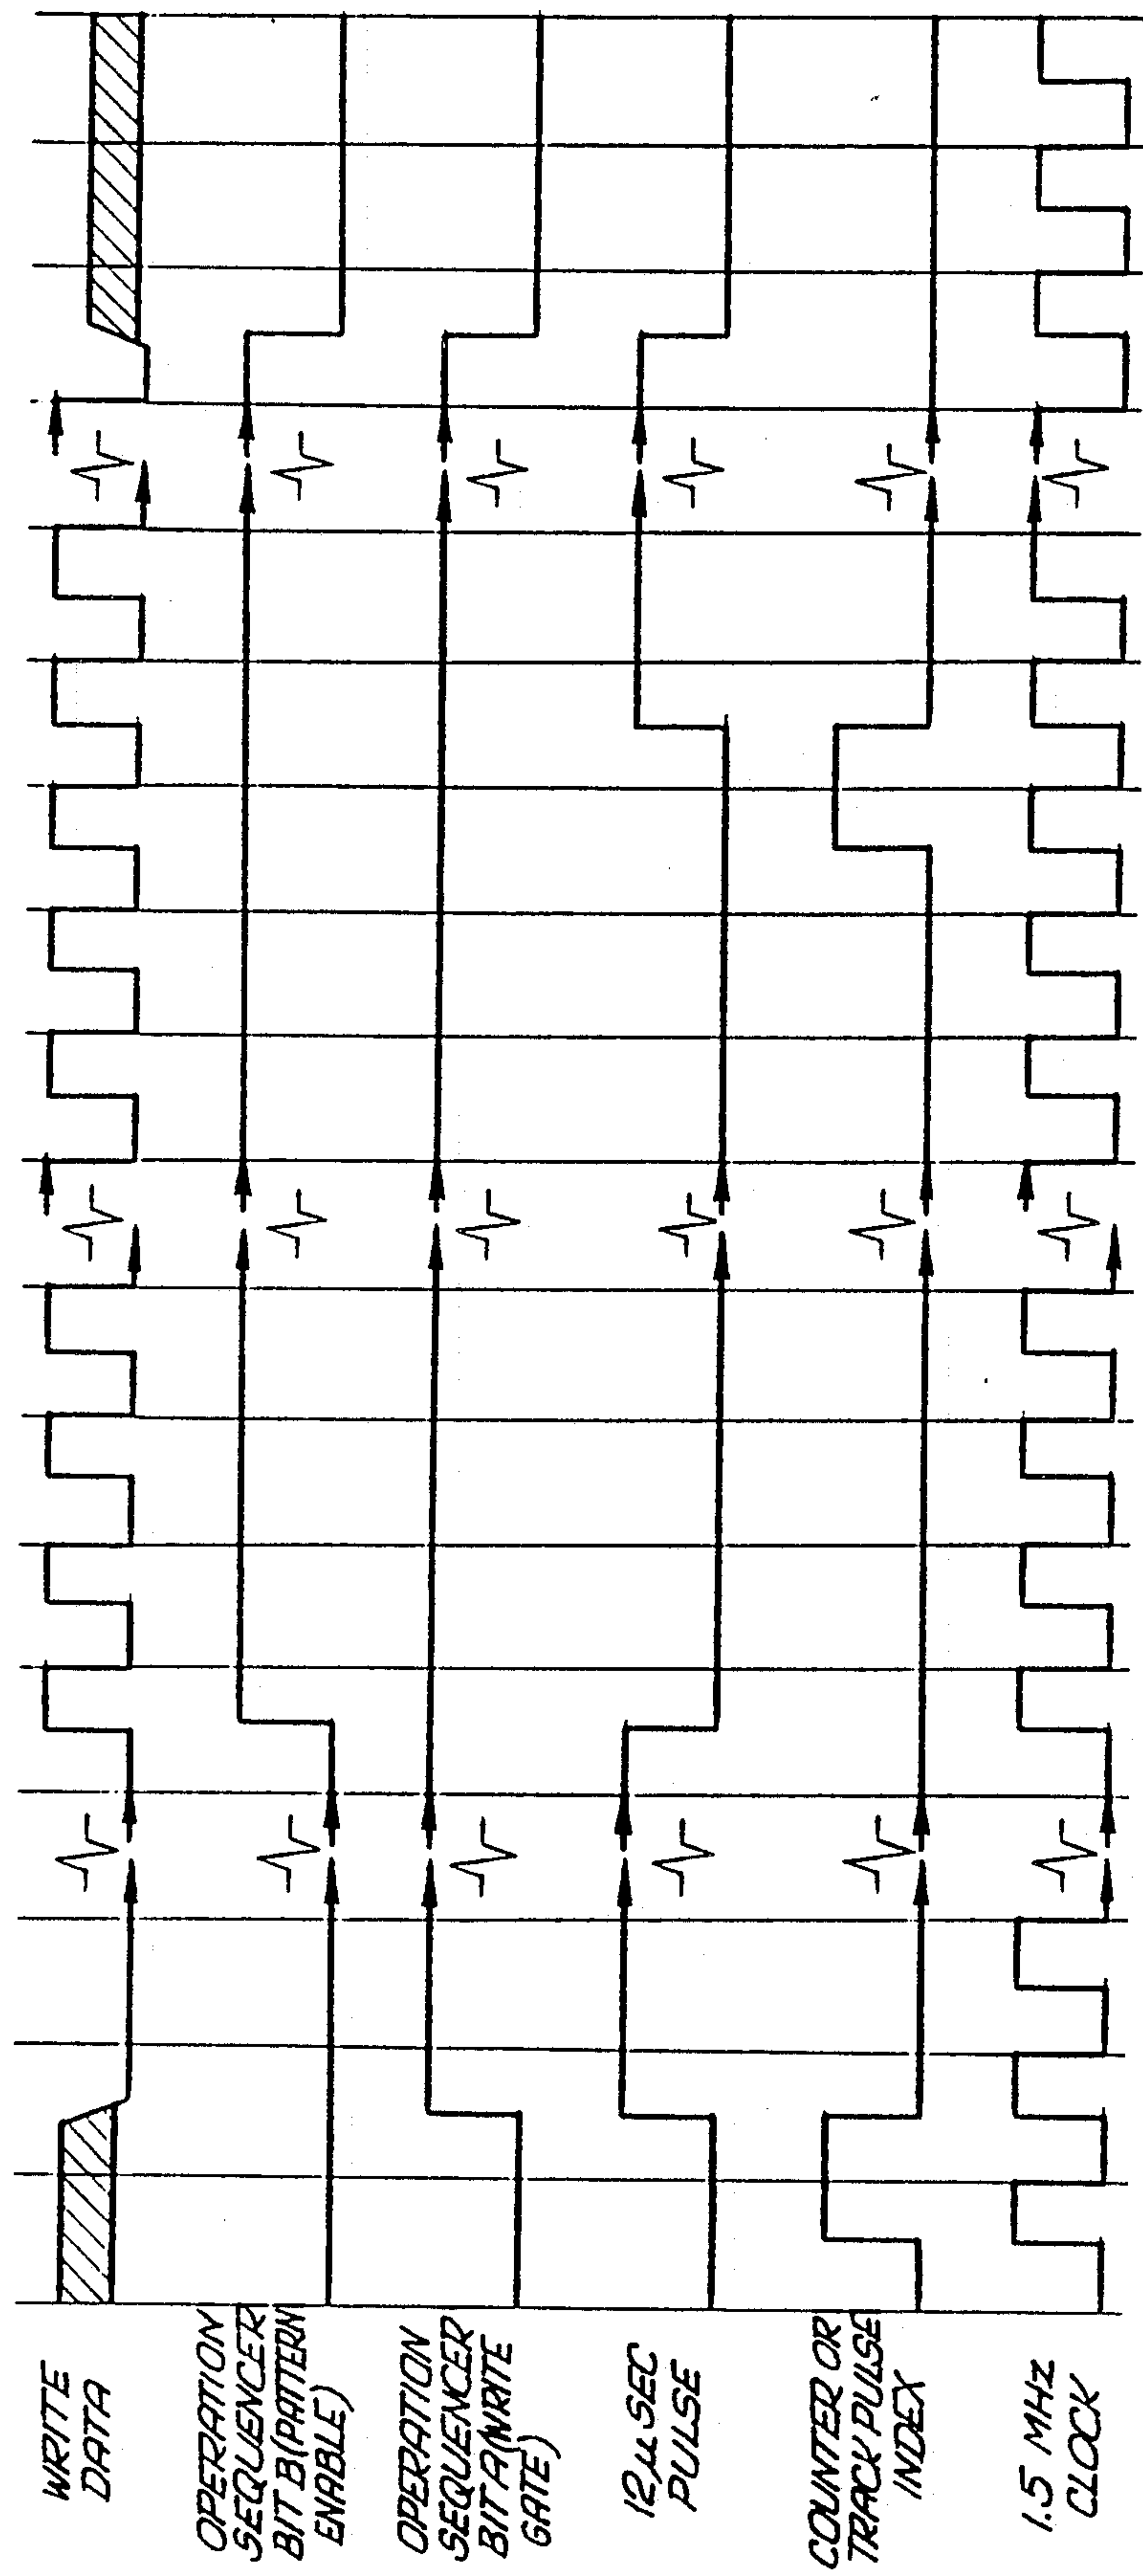 WRITE
DATA
OPERATION
SEQUENCER
BIT B (PATTERN
ENABLE)
OPERATION
SEQUENCER
BIT A (WRITE
GATE)
12 µ SEC
PULSE
COUNTER OR
TRACK PULSE
INDEX
1.5 MHz
CLOCK